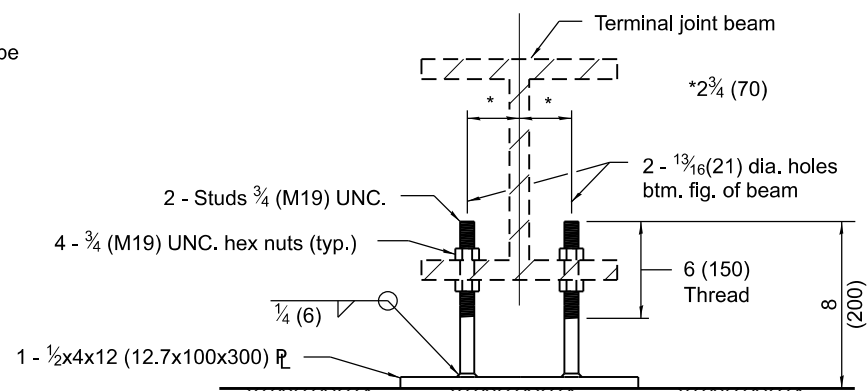 Terminal joint beam
*2¾ (70)
* *
2 - ¹³⁄₁₆(21) dia. holes
btm. flg. of beam
2 - Studs ¾ (M19) UNC.
4 - ¾ (M19) UNC. hex nuts (typ.)
6 (150)
Thread
8
(200)
¼ (6)
1 - ½x4x12 (12.7x100x300) ℄